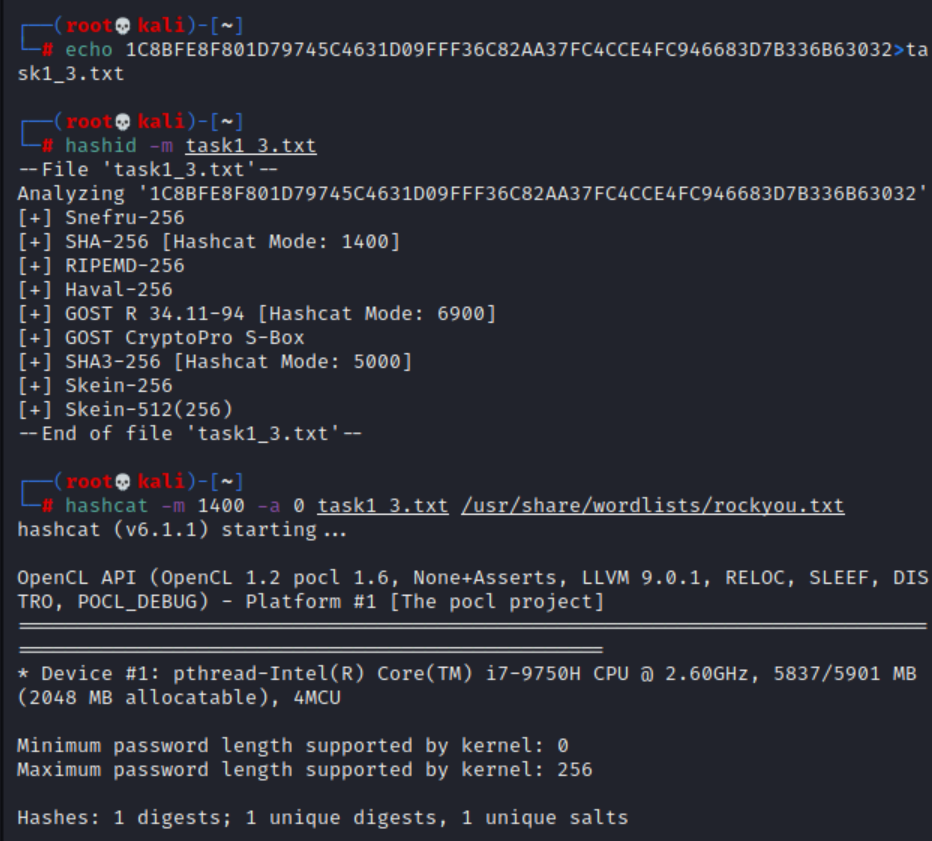 ┌──(root💀kali)-[~]
└─# echo 1C8BFE8F801D79745C4631D09FFF36C82AA37FC4CCE4FC946683D7B336B63032>ta
sk1_3.txt
┌──(root💀kali)-[~]
└─# hashid -m task1_3.txt
--File 'task1_3.txt'--
Analyzing '1C8BFE8F801D79745C4631D09FFF36C82AA37FC4CCE4FC946683D7B336B63032'
[+] Snefru-256
[+] SHA-256 [Hashcat Mode: 1400]
[+] RIPEMD-256
[+] Haval-256
[+] GOST R 34.11-94 [Hashcat Mode: 6900]
[+] GOST CryptoPro S-Box
[+] SHA3-256 [Hashcat Mode: 5000]
[+] Skein-256
[+] Skein-512(256)
--End of file 'task1_3.txt'--
┌──(root💀kali)-[~]
└─# hashcat -m 1400 -a 0 task1_3.txt /usr/share/wordlists/rockyou.txt
hashcat (v6.1.1) starting...
OpenCL API (OpenCL 1.2 pocl 1.6, None+Asserts, LLVM 9.0.1, RELOC, SLEEF, DIS
TRO, POCL_DEBUG) - Platform #1 [The pocl project]
============================================================================
=================================================
* Device #1: pthread-Intel(R) Core(TM) i7-9750H CPU @ 2.60GHz, 5837/5901 MB
(2048 MB allocatable), 4MCU
Minimum password length supported by kernel: 0
Maximum password length supported by kernel: 256
Hashes: 1 digests; 1 unique digests, 1 unique salts